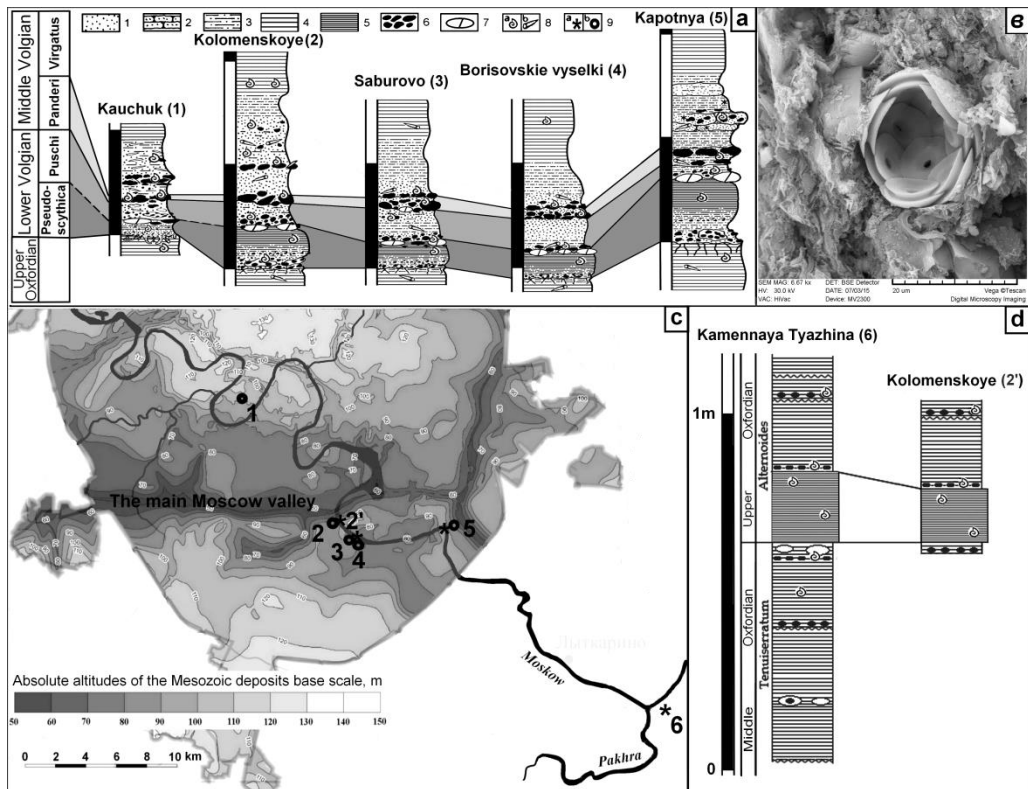 1 2 3 4 5 6 7 a b 8 a b 9
a
Kapotnya (5)
в
Kolomenskoye (2)
Borisovskie vyselki (4)
Saburovo (3)
Kauchuk (1)
Middle Volgian
Virgatus
Panderi
Lower Volgian
Puschi
Pseudo-
scythica
Upper
Oxfordian
SEM MAG: 6.67 kx
DET: BSE Detector
HV: 30.0 kV
DATE: 07/03/15
20 um
Vega ©Tescan
VAC: HiVac
Device: MV2300
Digital Microscopy Imaging
c
d
Kamennaya Tyazhina (6)
Kolomenskoye (2')
1
The main Moscow valley
2
2'
3
4
5
Лыткарино
Moskow
6
Pakhra
Absolute altitudes of the Mesozoic deposits base scale, m
50 60 70 80 90 100 110 120 130 140 150
0 2 4 6 8 10 km
1m
0
Oxfordian
Upper
Alternoides
Oxfordian
Middle
Tenuiserratum